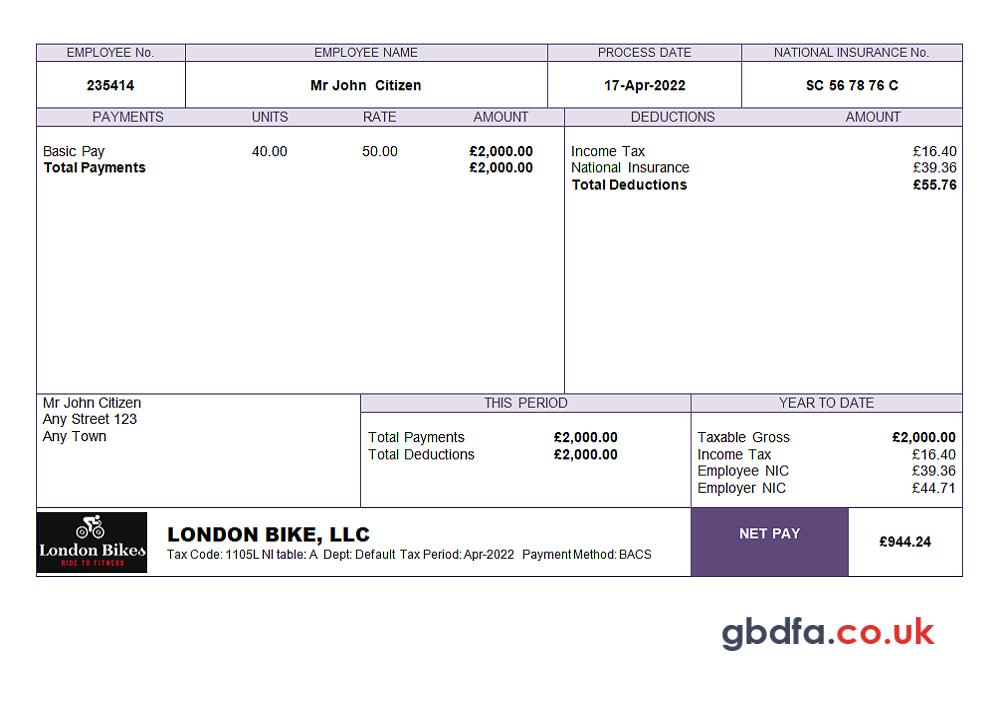 EMPLOYEE No. EMPLOYEE NAME PROCESS DATE NATIONAL INSURANCE No.
235414 Mr John Citizen 17-Apr-2022 SC 56 78 76 C
PAYMENTS UNITS RATE AMOUNT DEDUCTIONS AMOUNT
Basic Pay 40.00 50.00 £2,000.00 Income Tax £16.40
Total Payments £2,000.00 National Insurance £39.36
Total Deductions £55.76
Mr John Citizen THIS PERIOD YEAR TO DATE
Any Street 123
Any Town Total Payments £2,000.00 Taxable Gross £2,000.00
Total Deductions £2,000.00 Income Tax £16.40
Employee NIC £39.36
Employer NIC £44.71
London Bikes
RIDE TO FITNESS
LONDON BIKE, LLC NET PAY £944.24
Tax Code: 1105L NI table: A Dept: Default Tax Period: Apr-2022 Payment Method: BACS
gbdfa.co.uk